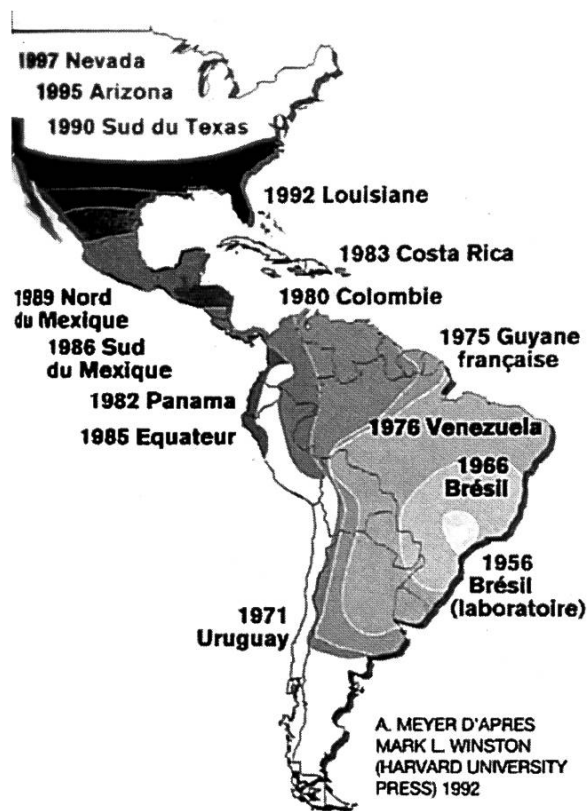 1997 Nevada
1995 Arizona
1990 Sud du Texas
1992 Louisiane
1983 Costa Rica
1989 Nord
du Mexique
1980 Colombie
1986 Sud
du Mexique
1975 Guyane
française
1982 Panama
1985 Equateur
1976 Venezuela
1966
Brésil
1956
Brésil
(laboratoire)
1971
Uruguay
A. MEYER D'APRES
MARK L. WINSTON
(HARVARD UNIVERSITY
PRESS) 1992